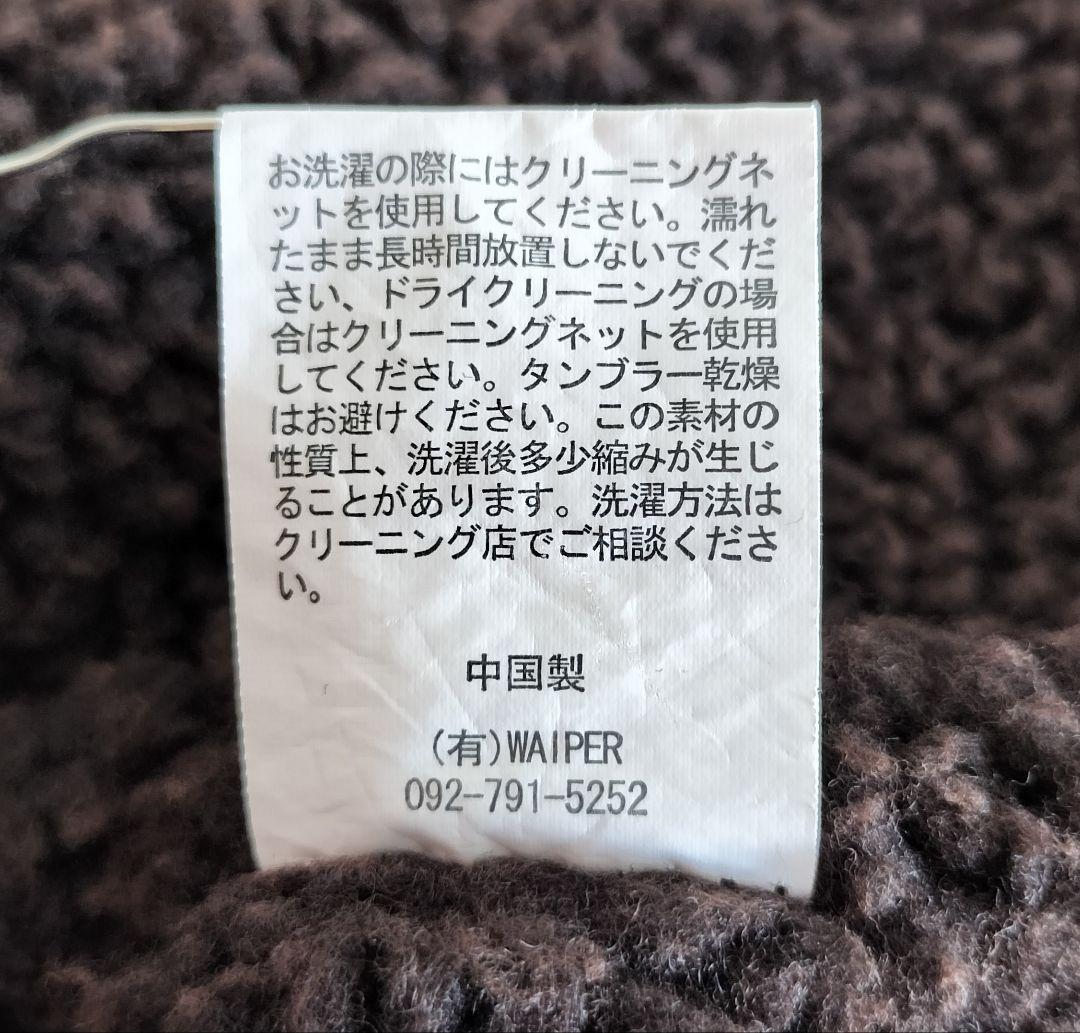 お洗濯の際にはクリーニングネ
ットを使用してください。濡れ
たまま長時間放置しないでくだ
さい、ドライクリーニングの場
合はクリーニングネットを使用
してください。タンブラー乾燥
はお避けください。この素材の
性質上、洗濯後多少縮みが生じ
ることがあります。洗濯方法は
クリーニング店でご相談くださ
い。
中国製
(有)WAIPER
092-791-5252